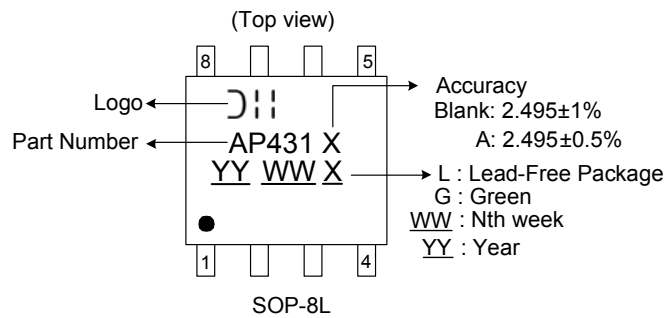 (Top view)
8 5
Logo
Part Number
AP431 X
YY WW X
Accuracy
Blank: 2.495±1%
A: 2.495±0.5%
L : Lead-Free Package
G : Green
WW : Nth week
YY : Year
1 4
SOP-8L